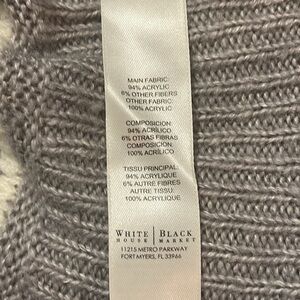 MAIN FABRIC:
94% ACRYLIC
6% OTHER FIBERS
OTHER FABRIC:
100% ACRYLIC
COMPOSICION:
94% ACRÍLICO
6% OTRAS FIBRAS
COMPOSICION:
100% ACRÍLICO
TISSU PRINCIPAL:
94% ACRYLIQUE
6% AUTRE FIBRES
AUTRE TISSU:
100% ACRYLIQUE
WHITE | BLACK
HOUSE | MARKET
11215 METRO PARKWAY
FORT MYERS, FL 33966